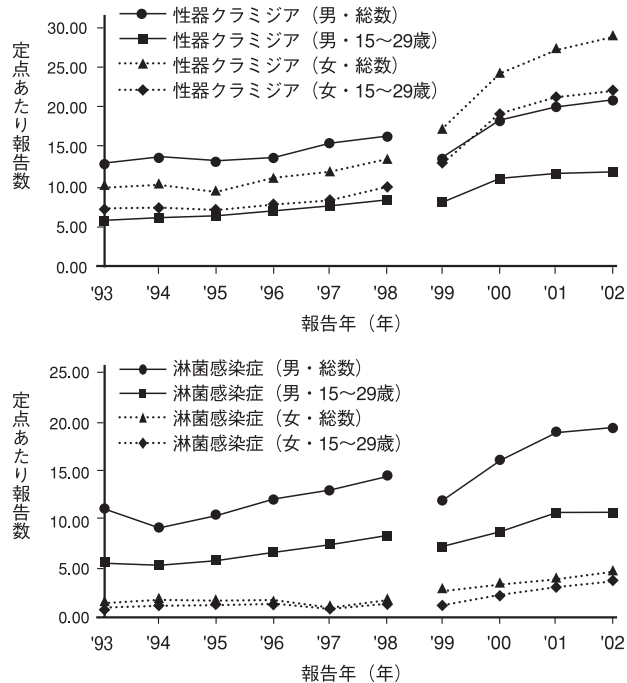 定点あたり報告数
30.00
25.00
20.00
15.00
10.00
5.00
0.00
性器クラミジア（男・総数）
性器クラミジア（男・15～29歳）
性器クラミジア（女・総数）
性器クラミジア（女・15～29歳）
'93 '94 '95 '96 '97 '98 '99 '00 '01 '02
報告年（年）
定点あたり報告数
25.00
20.00
15.00
10.00
5.00
0.00
淋菌感染症（男・総数）
淋菌感染症（男・15～29歳）
淋菌感染症（女・総数）
淋菌感染症（女・15～29歳）
'93 '94 '95 '96 '97 '98 '99 '00 '01 '02
報告年（年）